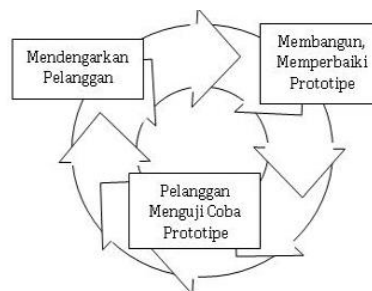 Mendengarkan
Pelanggan
Membangun,
Memperbaiki
Prototipe
Pelanggan
Menguji Coba
Prototipe